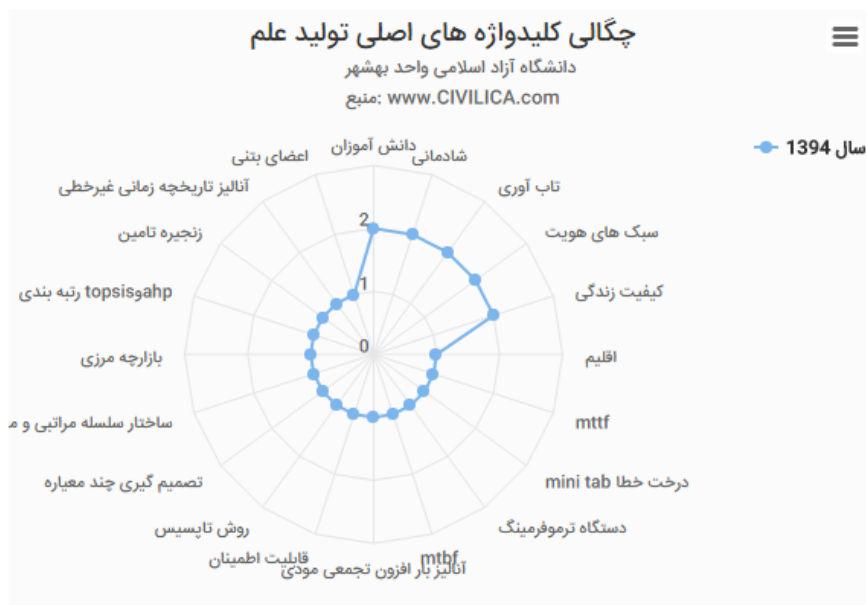 چگالی کلیدواژه های اصلی تولید علم
دانشگاه آزاد اسلامی واحد بهشهر
منبع: www.CIVILICA.com
سال 1394
دانش آموزان
شادمانی
تاب آوری
سبک های هویت
کیفیت زندگی
اقلیم
mttf
درخت خطا mini tab
دستگاه ترموفرمینگ
mtbf
آنالیز بار افزون تجمعی مودی
قابلیت اطمینان
روش تاپسیس
تصمیم گیری چند معیاره
ساختار سلسله مراتبی و م
بازارچه مرزی
ahpوtopsis رتبه بندی
زنجیره تامین
آنالیز تاریخچه زمانی غیرخطی
اعضای بتنی
2
1
0